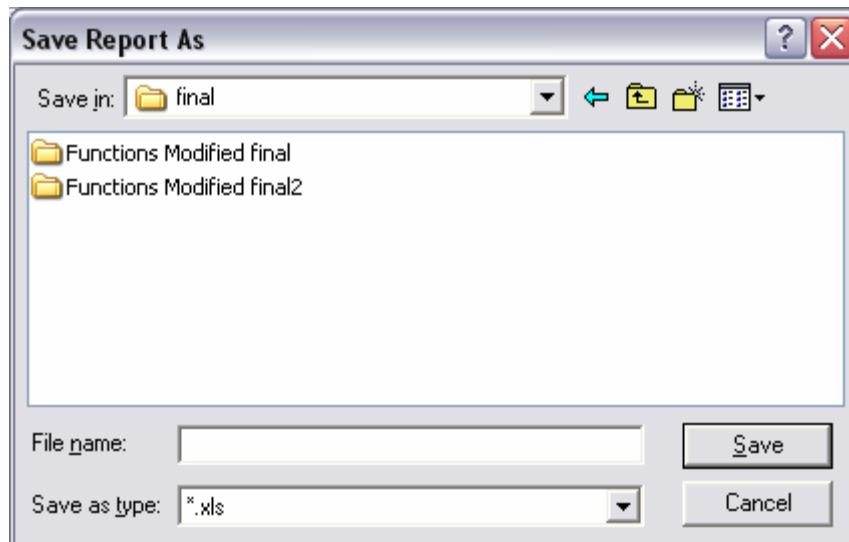 Save Report As
Save in: final
Functions Modified final
Functions Modified final2
File name: Save
Save as type: *.xls Cancel